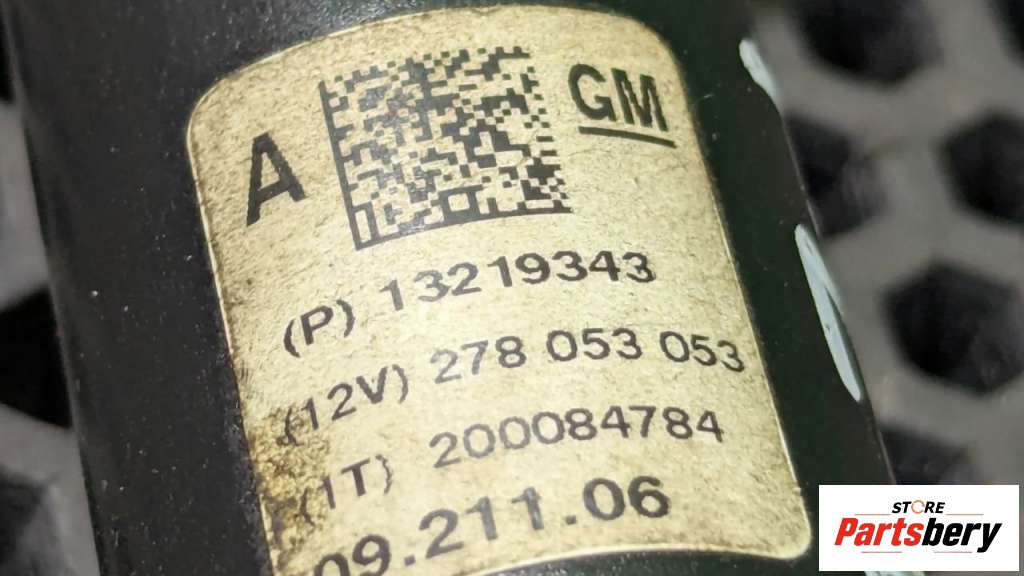 A
GM
(P) 13219343
(12V) 278 053 053
(1T) 200084784
09.211.06
STORE
Partsbery